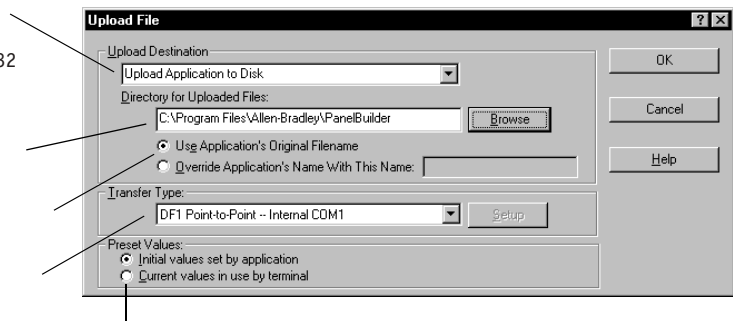 Upload File
32
Upload Destination
OK
Upload Application to Disk
Directory for Uploaded Files:
C:\Program Files\Allen-Bradley\PanelBuilder
Browse
Cancel
Use Application's Original Filename
Override Application's Name With This Name:
Help
Transfer Type:
DF1 Point-to-Point -- Internal COM1
Setup
Preset Values:
Initial values set by application
Current values in use by terminal